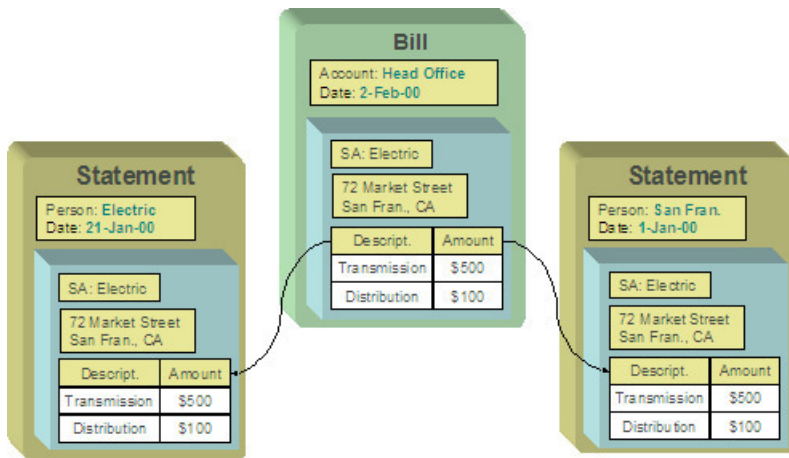 Bill
Account: Head Office
Date: 2-Feb-00
SA: Electric
72 Market Street
San Fran., CA
Descript. Amount
Transmission $500
Distribution $100
Statement
Person: Electric
Date: 21-Jan-00
SA: Electric
72 Market Street
San Fran., CA
Descript. Amount
Transmission $500
Distribution $100
Statement
Person: San Fran.
Date: 1-Jan-00
SA: Electric
72 Market Street
San Fran., CA
Descript. Amount
Transmission $500
Distribution $100